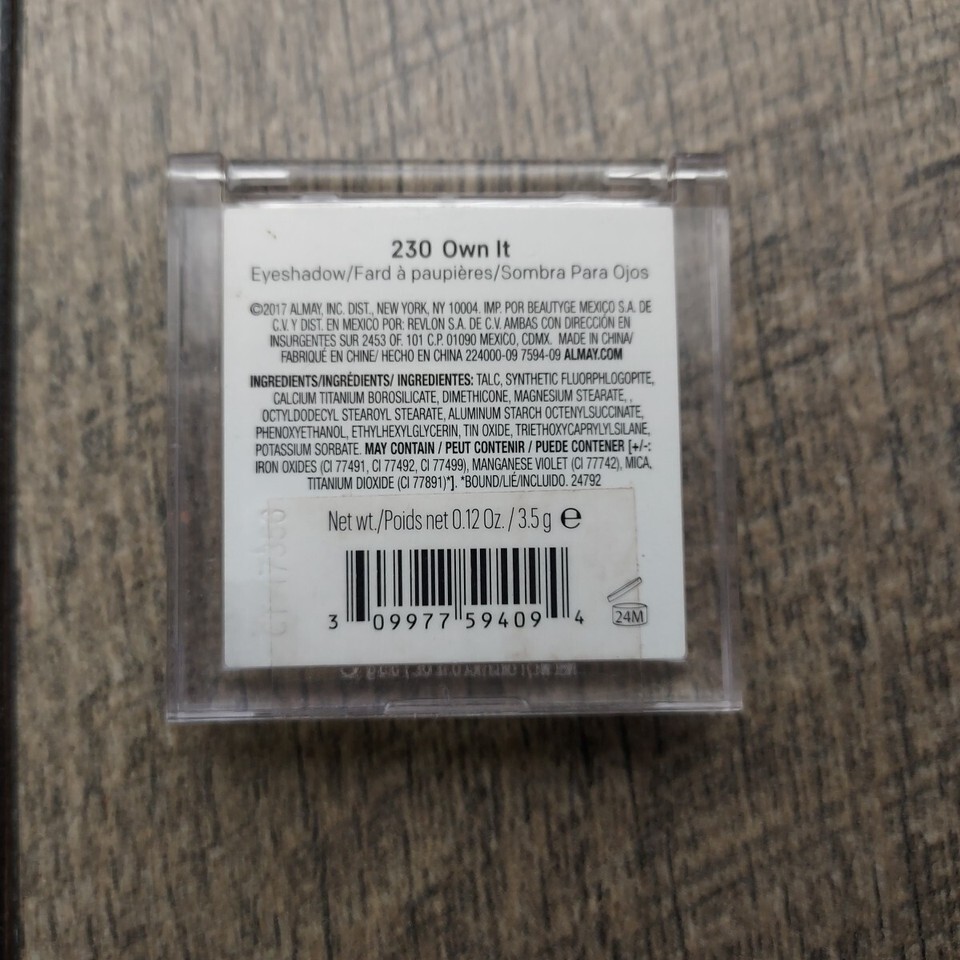 230 Own It
Eyeshadow/Fard à paupières/Sombra Para Ojos
©2017 ALMAY, INC. DIST., NEW YORK, NY 10004. IMP. POR BEAUTYGE MEXICO S.A. DE
C.V. Y DIST. EN MEXICO POR: REVLON S.A. DE C.V. AMBAS CON DIRECCIÓN EN
INSURGENTES SUR 2453 OF. 101 C.P. 01090 MEXICO, CDMX. MADE IN CHINA/
FABRIQUÉ EN CHINE/ HECHO EN CHINA 224000-09 7594-09 ALMAY.COM
INGREDIENTS/INGRÉDIENTS/ INGREDIENTES: TALC, SYNTHETIC FLUORPHLOGOPITE,
CALCIUM TITANIUM BOROSILICATE, DIMETHICONE, MAGNESIUM STEARATE, ,
OCTYLDODECYL STEAROYL STEARATE, ALUMINUM STARCH OCTENYLSUCCINATE,
PHENOXYETHANOL, ETHYLHEXYLGLYCERIN, TIN OXIDE, TRIETHOXYCAPRYLYLSILANE,
POTASSIUM SORBATE. MAY CONTAIN / PEUT CONTENIR / PUEDE CONTENER [+/-:
IRON OXIDES (CI 77491, CI 77492, CI 77499), MANGANESE VIOLET (CI 77742), MICA,
TITANIUM DIOXIDE (CI 77891)*]. *BOUND/LIÉ/INCLUIDO. 24792
Net wt./Poids net 0.12 Oz. / 3.5 g e
3 09977 59409 4
24M